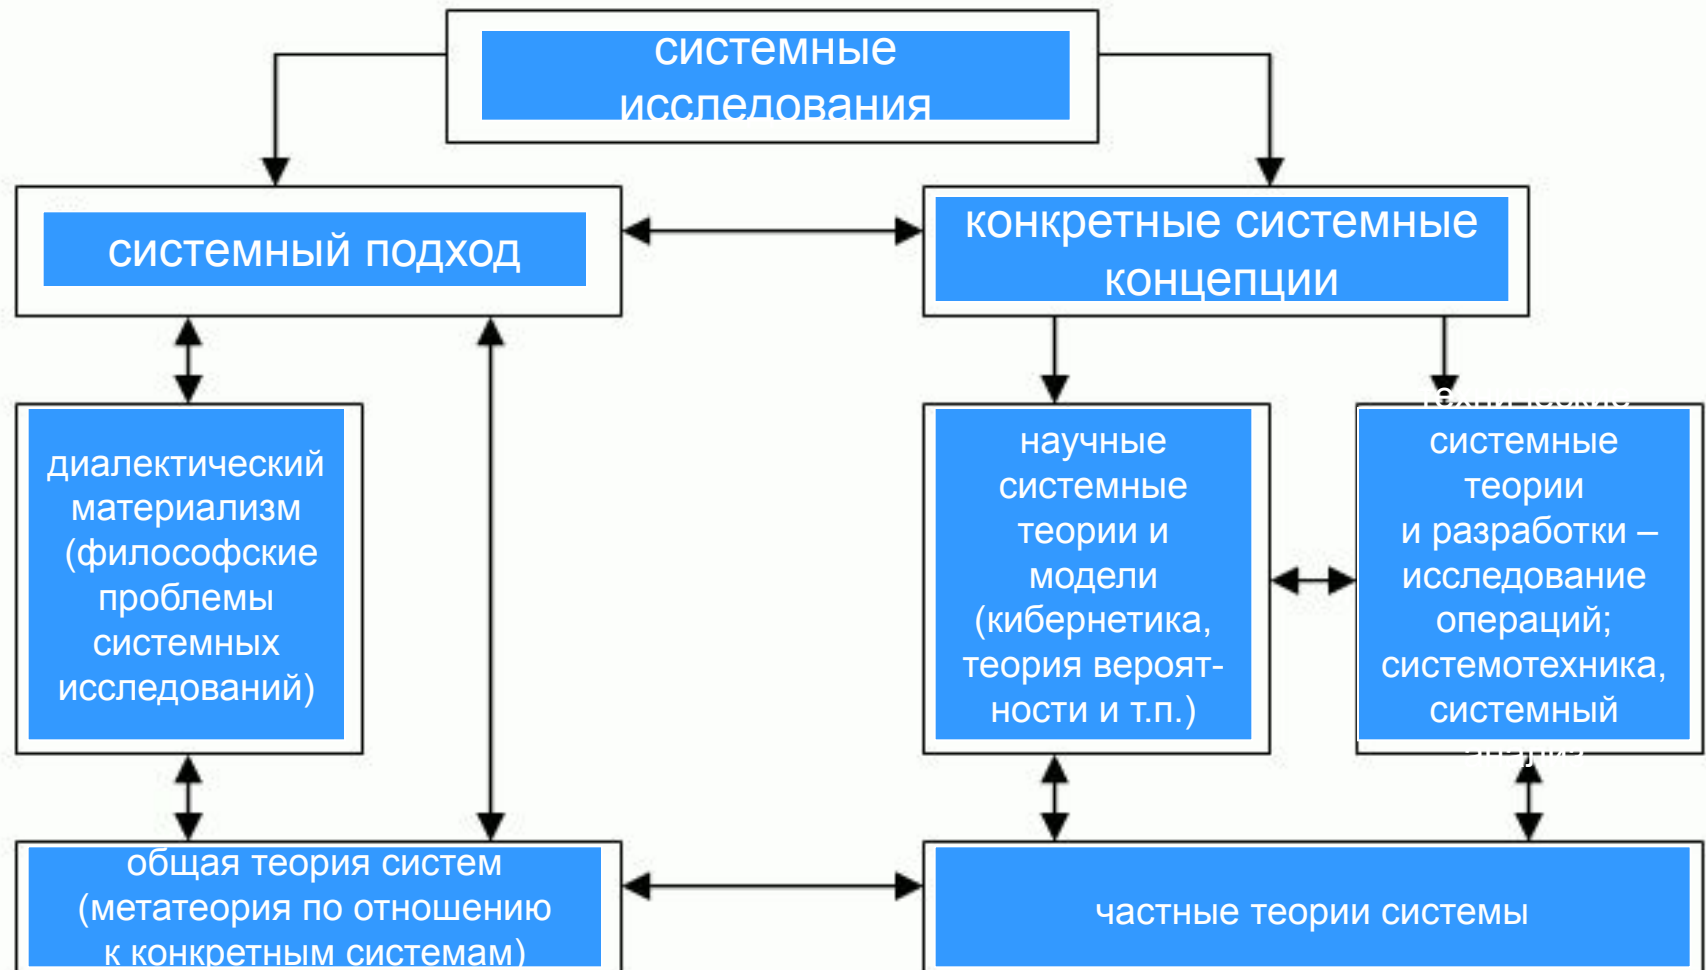 системные
исследования
системный подход
конкретные системные
концепции
диалектический
материализм
(философские
проблемы
системных
исследований)
научные
системные
теории и
модели
(кибернетика,
теория вероят-
ности и т.п.)
технические
системные
теории
и разработки –
исследование
операций;
системотехника,
системный
анализ
общая теория систем
(метатеория по отношению
к конкретным системам)
частные теории системы